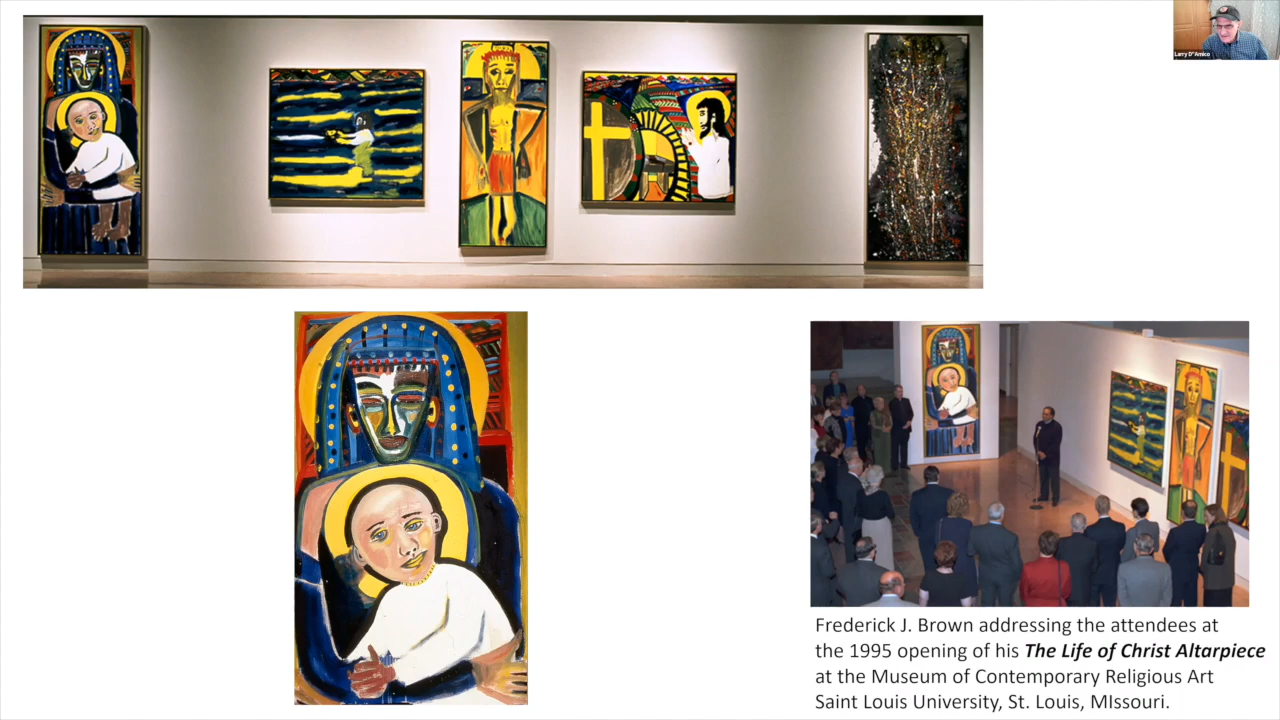 Larry D"Amico
Frederick J. Brown addressing the attendees at
the 1995 opening of his The Life of Christ Altarpiece
at the Museum of Contemporary Religious Art
Saint Louis University, St. Louis, MIssouri.